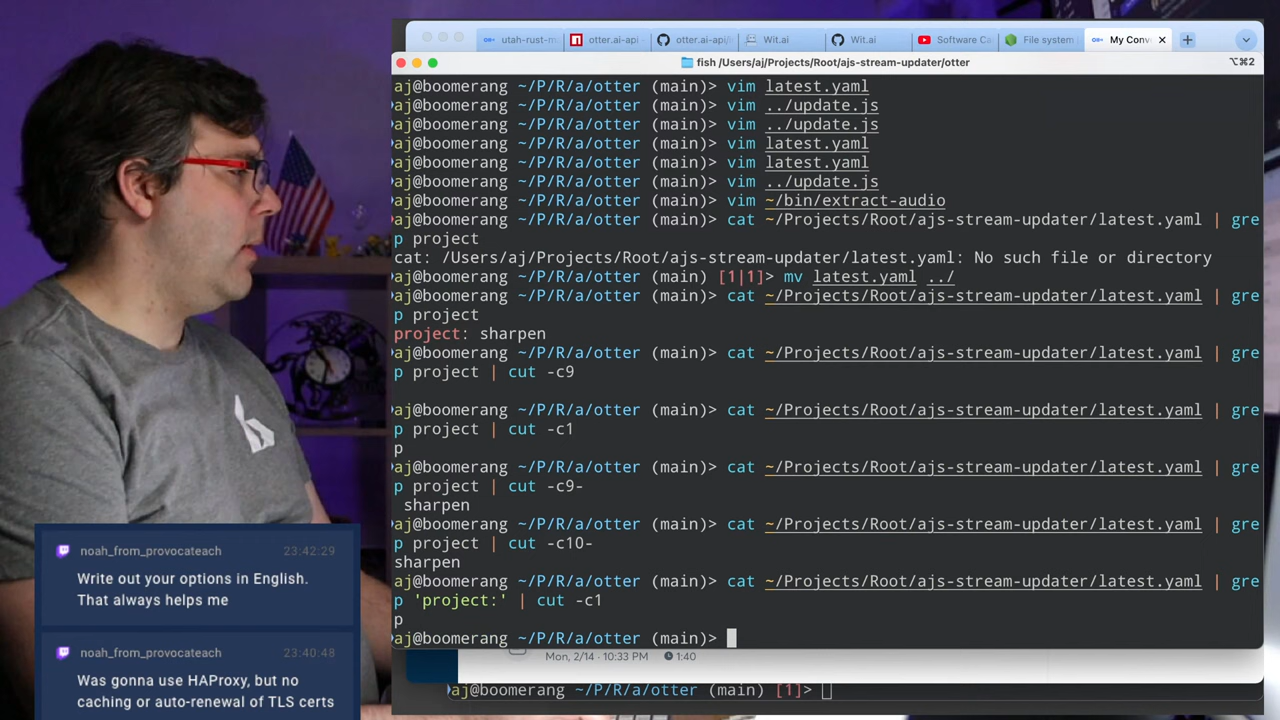 utah-rust-m
otter.ai-api -
otter.ai-api/
Wit.ai
Wit.ai
Software C
File system
My Conv
fish /Users/aj/Projects/Root/ajs-stream-updater/otter
⌥⌘2
aj@boomerang ~/P/R/a/otter (main)> vim latest.yaml
aj@boomerang ~/P/R/a/otter (main)> vim ../update.js
aj@boomerang ~/P/R/a/otter (main)> vim ../update.js
aj@boomerang ~/P/R/a/otter (main)> vim latest.yaml
aj@boomerang ~/P/R/a/otter (main)> vim latest.yaml
aj@boomerang ~/P/R/a/otter (main)> vim ../update.js
aj@boomerang ~/P/R/a/otter (main)> vim ~/bin/extract-audio
aj@boomerang ~/P/R/a/otter (main)> cat ~/Projects/Root/ajs-stream-updater/latest.yaml | gre
p project
cat: /Users/aj/Projects/Root/ajs-stream-updater/latest.yaml: No such file or directory
aj@boomerang ~/P/R/a/otter (main) [1|1]> mv latest.yaml ../
aj@boomerang ~/P/R/a/otter (main)> cat ~/Projects/Root/ajs-stream-updater/latest.yaml | gre
p project
project: sharpen
aj@boomerang ~/P/R/a/otter (main)> cat ~/Projects/Root/ajs-stream-updater/latest.yaml | gre
p project | cut -c9
aj@boomerang ~/P/R/a/otter (main)> cat ~/Projects/Root/ajs-stream-updater/latest.yaml | gre
p project | cut -c1
p
aj@boomerang ~/P/R/a/otter (main)> cat ~/Projects/Root/ajs-stream-updater/latest.yaml | gre
p project | cut -c9-
sharpen
aj@boomerang ~/P/R/a/otter (main)> cat ~/Projects/Root/ajs-stream-updater/latest.yaml | gre
p project | cut -c10-
sharpen
aj@boomerang ~/P/R/a/otter (main)> cat ~/Projects/Root/ajs-stream-updater/latest.yaml | gre
p 'project:' | cut -c1
p
aj@boomerang ~/P/R/a/otter (main)>
Mon, 2/14 · 10:33 PM 1:40
aj@boomerang ~/P/R/a/otter (main) [1]>
noah_from_provocateach 23:42:29
Write out your options in English.
That always helps me
noah_from_provocateach 23:40:48
Was gonna use HAProxy, but no
caching or auto-renewal of TLS certs